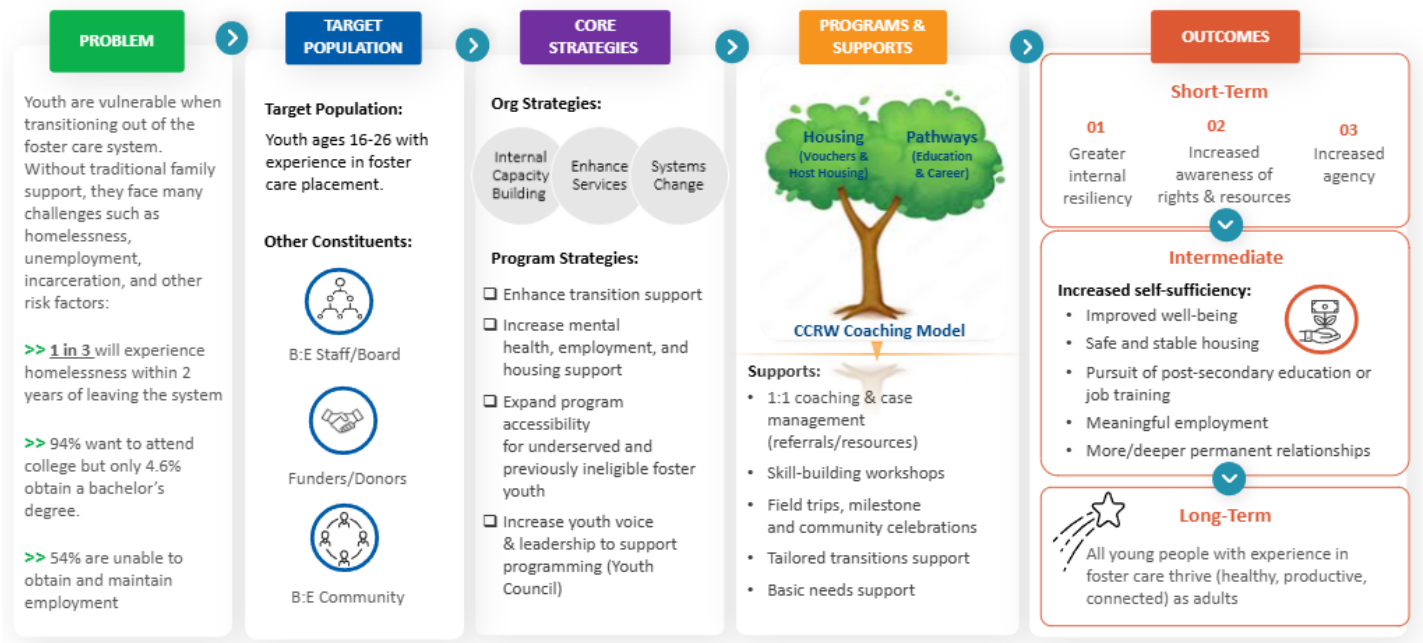 PROBLEM
Youth are vulnerable when
transitioning out of the
foster care system.
Without traditional family
support, they face many
challenges such as
homelessness,
unemployment,
incarceration, and other
risk factors:
>> 1 in 3 will experience
homelessness within 2
years of leaving the system
>> 94% want to attend
college but only 4.6%
obtain a bachelor's
degree.
>> 54% are unable to
obtain and maintain
employment
TARGET
POPULATION
Target Population:
Youth ages 16-26 with
experience in foster
care placement.
Other Constituents:
B:E Staff/Board
Funders/Donors
B:E Community
CORE
STRATEGIES
Org Strategies:
Internal
Capacity
Building
Enhance
Services
Systems
Change
Program Strategies:
❑ Enhance transition support
❑ Increase mental
health, employment, and
housing support
❑ Expand program
accessibility
for underserved and
previously ineligible foster
youth
❑ Increase youth voice
& leadership to support
programming (Youth
Council)
PROGRAMS &
SUPPORTS
Housing
(Vouchers &
Host Housing)
Pathways
(Education
& Career)
CCRW Coaching Model
Supports:
• 1:1 coaching & case
management
(referrals/resources)
• Skill-building workshops
• Field trips, milestone
and community celebrations
• Tailored transitions support
• Basic needs support
OUTCOMES
Short-Term
01
Greater
internal
resiliency
02
Increased
awareness of
rights & resources
03
Increased
agency
Intermediate
Increased self-sufficiency:
• Improved well-being
• Safe and stable housing
• Pursuit of post-secondary education or
job training
• Meaningful employment
• More/deeper permanent relationships
Long-Term
All young people with experience in
foster care thrive (healthy, productive,
connected) as adults